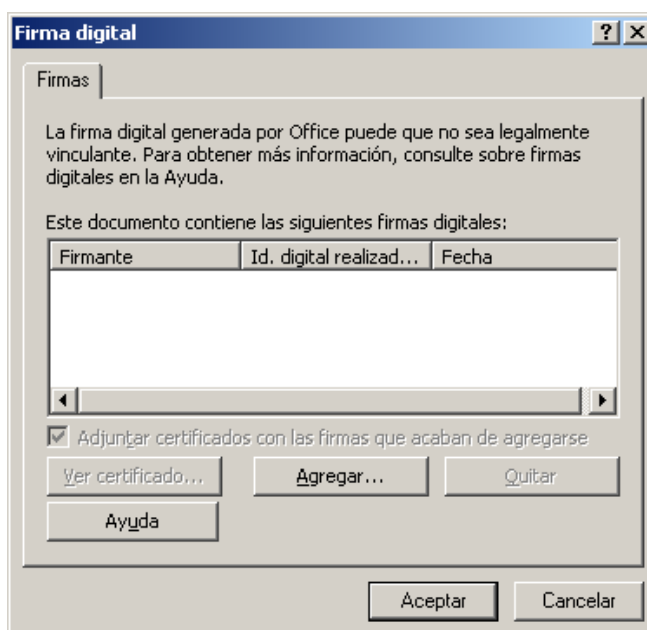 Firma digital
Firmas
La firma digital generada por Office puede que no sea legalmente
vinculante. Para obtener más información, consulte sobre firmas
digitales en la Ayuda.
Este documento contiene las siguientes firmas digitales:
Firmante Id. digital realizad... Fecha
Adjuntar certificados con las firmas que acaban de agregarse
Ver certificado... Agregar... Quitar
Ayuda
Aceptar Cancelar